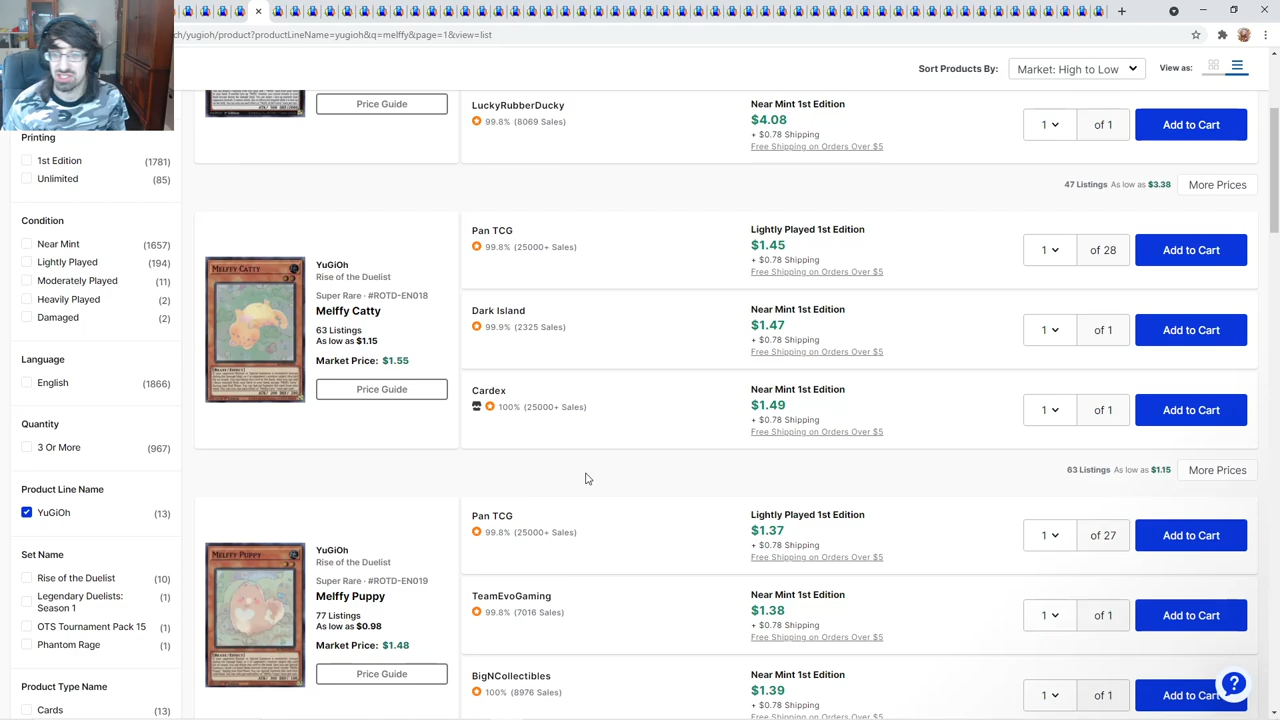 ch/yugioh/product?productLineName=yugioh&q=melffy&page=1&view=list
Sort Products By:
Market: High to Low
View as:
Printing
1st Edition (1781)
Unlimited (85)
Condition
Near Mint (1657)
Lightly Played (194)
Moderately Played (11)
Heavily Played (2)
Damaged (2)
Language
English (1866)
Quantity
3 Or More (967)
Product Line Name
YuGiOh (13)
Set Name
Rise of the Duelist (10)
Legendary Duelists: Season 1 (1)
OTS Tournament Pack 15 (1)
Phantom Rage (1)
Product Type Name
Cards (13)
Price Guide
LuckyRubberDucky
99.8% (8069 Sales)
Near Mint 1st Edition
$4.08
+ $0.78 Shipping
Free Shipping on Orders Over $5
1 of 1
Add to Cart
47 Listings As low as $3.38
More Prices
Melffy Catty
YuGiOh
Rise of the Duelist
Super Rare · #ROTD-EN018
Melffy Catty
63 Listings
As low as $1.15
Market Price: $1.55
Price Guide
Pan TCG
99.8% (25000+ Sales)
Lightly Played 1st Edition
$1.45
+ $0.78 Shipping
Free Shipping on Orders Over $5
1 of 28
Add to Cart
Dark Island
99.9% (2325 Sales)
Near Mint 1st Edition
$1.47
+ $0.78 Shipping
Free Shipping on Orders Over $5
1 of 1
Add to Cart
Cardex
100% (25000+ Sales)
Near Mint 1st Edition
$1.49
+ $0.78 Shipping
Free Shipping on Orders Over $5
1 of 1
Add to Cart
63 Listings As low as $1.15
More Prices
Melffy Puppy
YuGiOh
Rise of the Duelist
Super Rare · #ROTD-EN019
Melffy Puppy
77 Listings
As low as $0.98
Market Price: $1.48
Price Guide
Pan TCG
99.8% (25000+ Sales)
Lightly Played 1st Edition
$1.37
+ $0.78 Shipping
Free Shipping on Orders Over $5
1 of 27
Add to Cart
TeamEvoGaming
99.8% (7016 Sales)
Near Mint 1st Edition
$1.38
+ $0.78 Shipping
Free Shipping on Orders Over $5
1 of 1
Add to Cart
BigNCollectibles
100% (8976 Sales)
Near Mint 1st Edition
$1.39
+ $0.78 Shipping
Free Shipping on Orders Over $5
1 of 1
Add to Cart
?